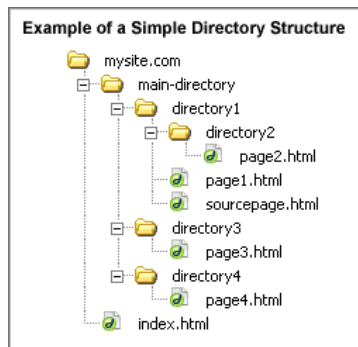 Example of a Simple Directory Structure
mysite.com
main-directory
directory1
directory2
page2.html
page1.html
sourcepage.html
directory3
page3.html
directory4
page4.html
index.html